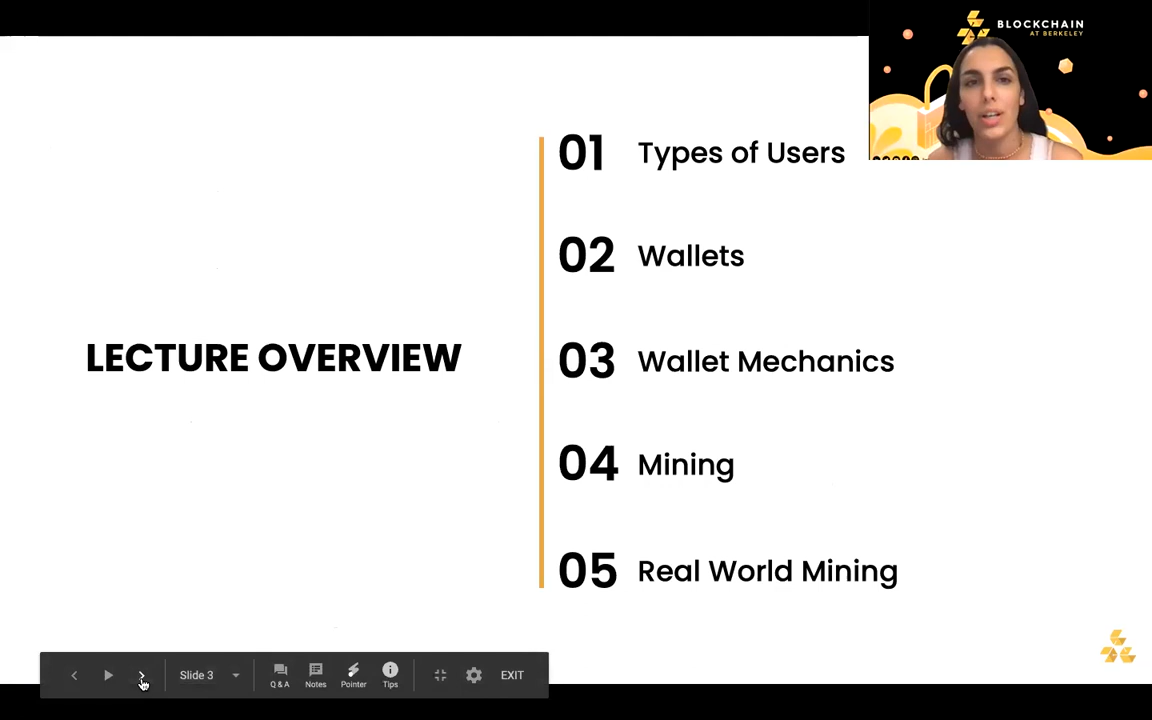 BLOCKCHAIN
AT BERKELEY
01 Types of Users
02 Wallets
LECTURE OVERVIEW
03 Wallet Mechanics
04 Mining
05 Real World Mining
Slide 3
Q & A
Notes
Pointer
Tips
EXIT